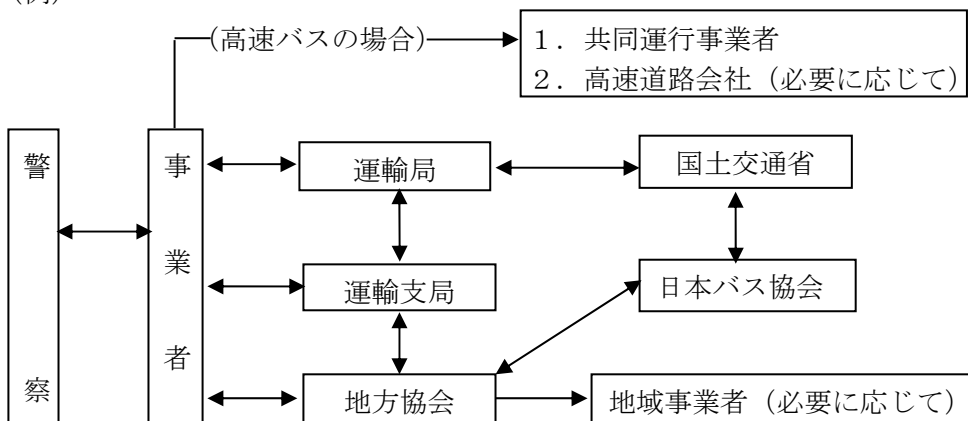 (例)
(高速バスの場合)
１．共同運行事業者
２．高速道路会社（必要に応じて）
警察
事業者
運輸局
国土交通省
運輸支局
日本バス協会
地方協会
地域事業者（必要に応じて）